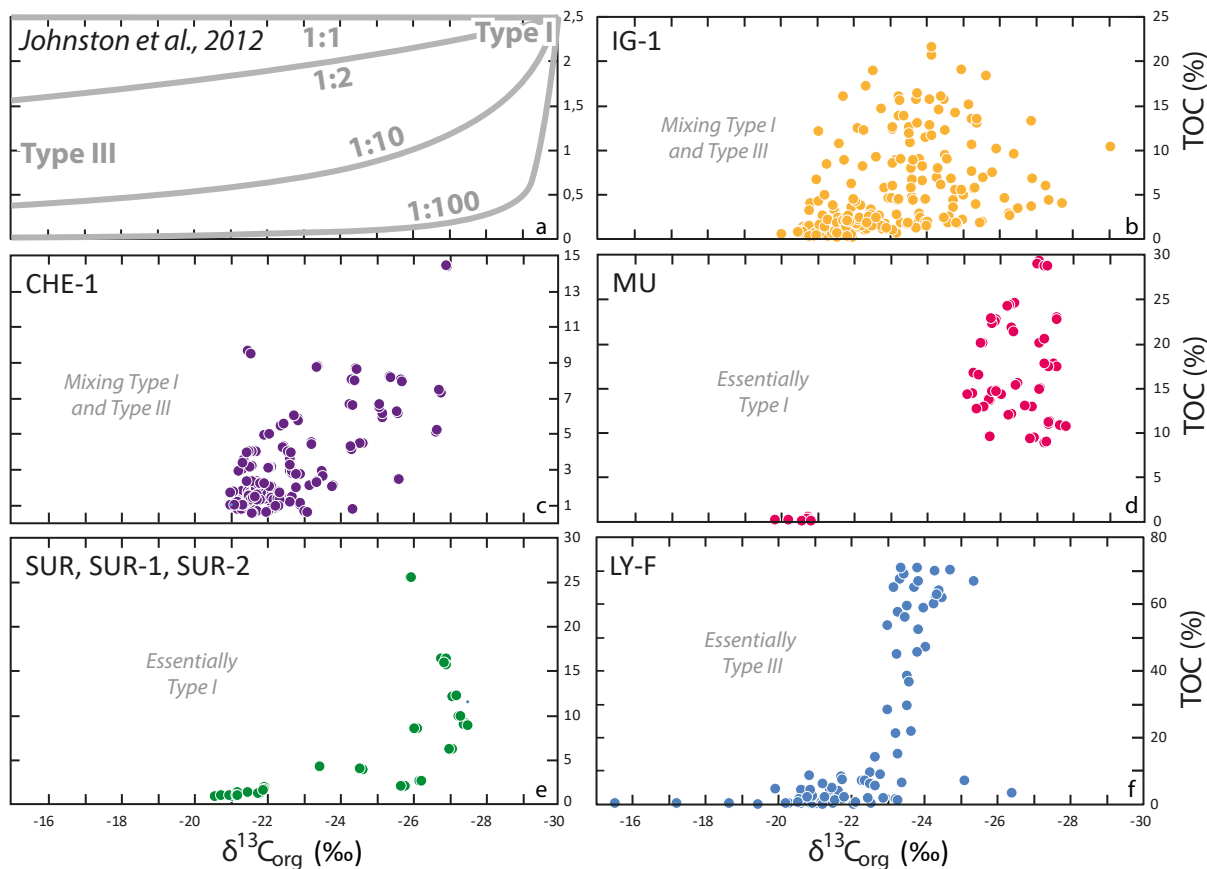 Johnston et al., 2012
Type I
1:1
1:2
Type III
1:10
1:100
a
2,5
2
1,5
1
0,5
0
IG-1
Mixing Type I
and Type III
b
25
20
15
10
5
0
TOC (%)
CHE-1
Mixing Type I
and Type III
c
15
13
11
9
7
5
3
1
MU
Essentially
Type I
d
30
25
20
15
10
5
0
TOC (%)
SUR, SUR-1, SUR-2
Essentially
Type I
e
30
25
20
15
10
5
0
LY-F
Essentially
Type III
f
80
60
40
20
0
TOC (%)
-16 -18 -20 -22 -24 -26 -28 -30
-16 -18 -20 -22 -24 -26 -28 -30
δ¹³Corg (‰)
δ¹³Corg (‰)